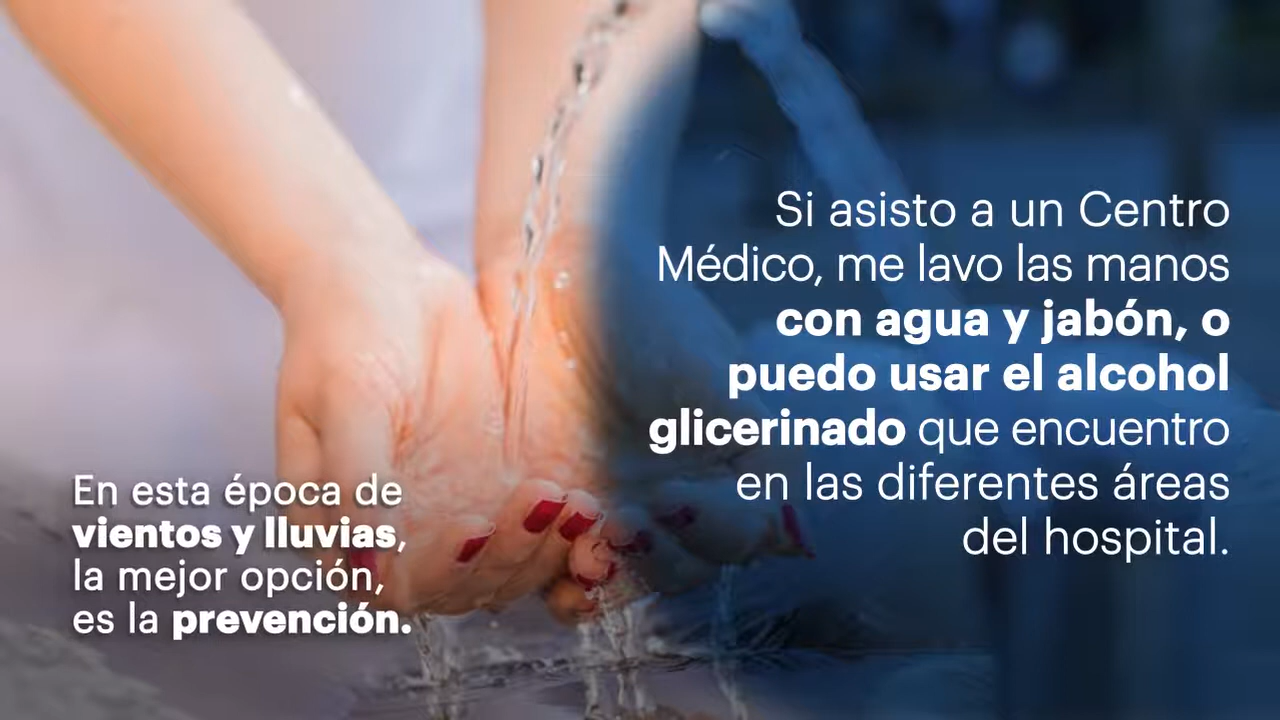 Si asisto a un Centro
Médico, me lavo las manos
con agua y jabón, o
puedo usar el alcohol
glicerinado que encuentro
en las diferentes áreas
del hospital.
En esta época de
vientos y lluvias,
la mejor opción,
es la prevención.